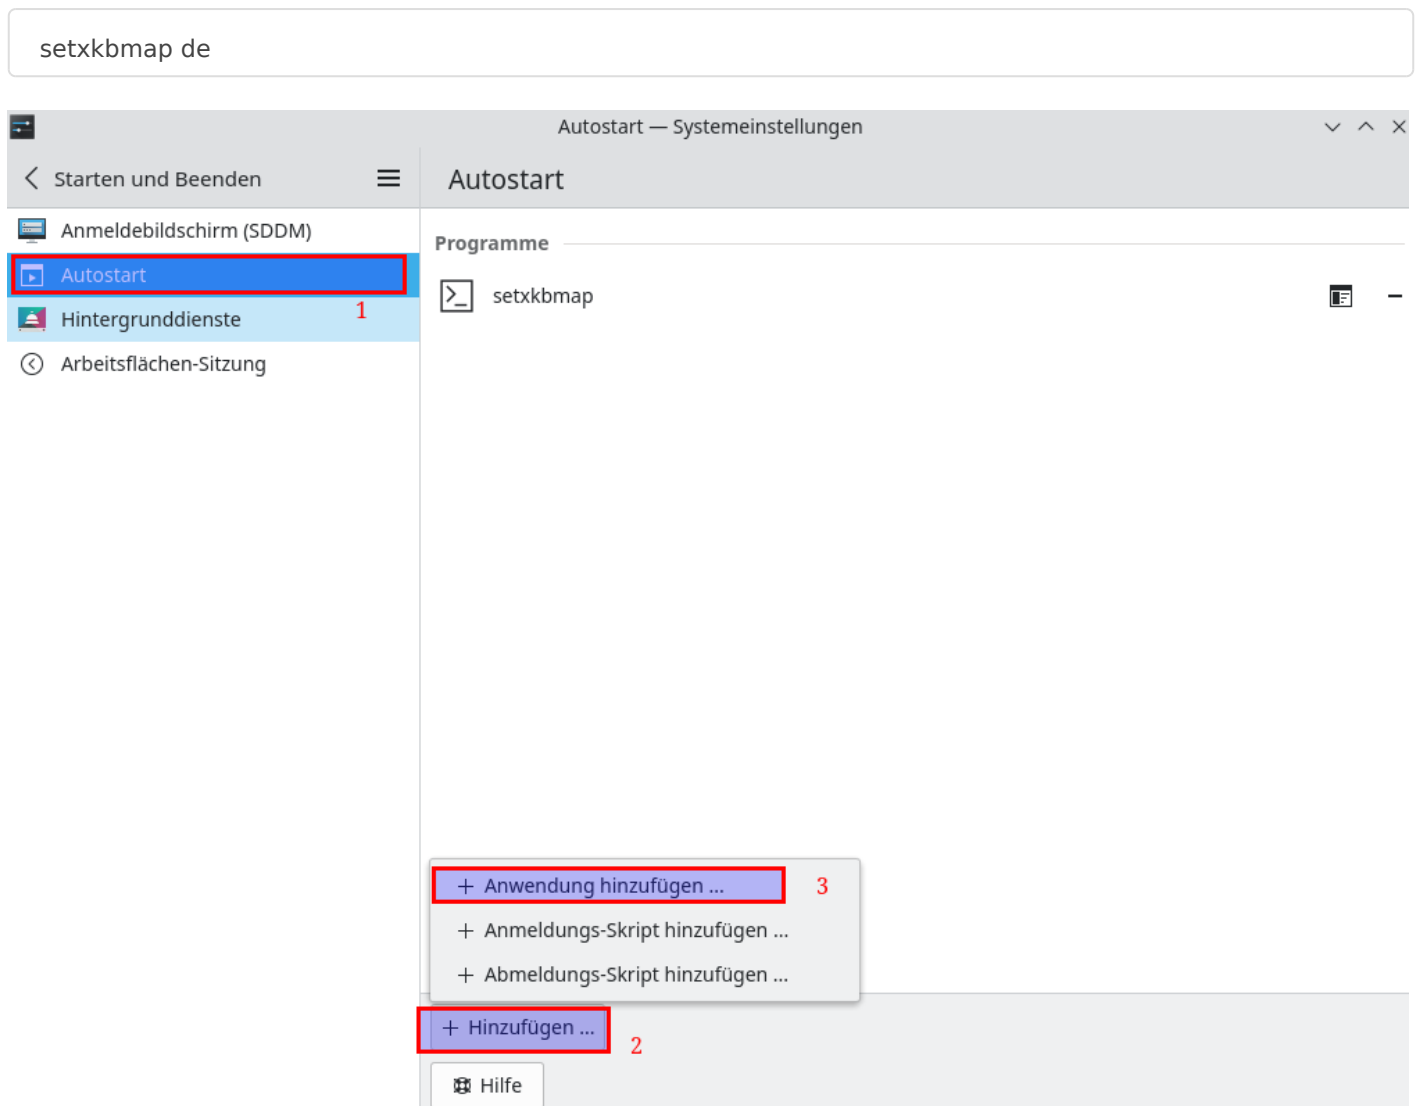 setxkbmap de
Autostart — Systemeinstellungen
Starten und Beenden
Autostart
Anmeldebildschirm (SDDM)
Autostart
1
Hintergrunddienste
Arbeitsflächen-Sitzung
Programme
setxkbmap
+ Anwendung hinzufügen ...
3
+ Anmeldungs-Skript hinzufügen ...
+ Abmeldungs-Skript hinzufügen ...
+ Hinzufügen ...
2
Hilfe